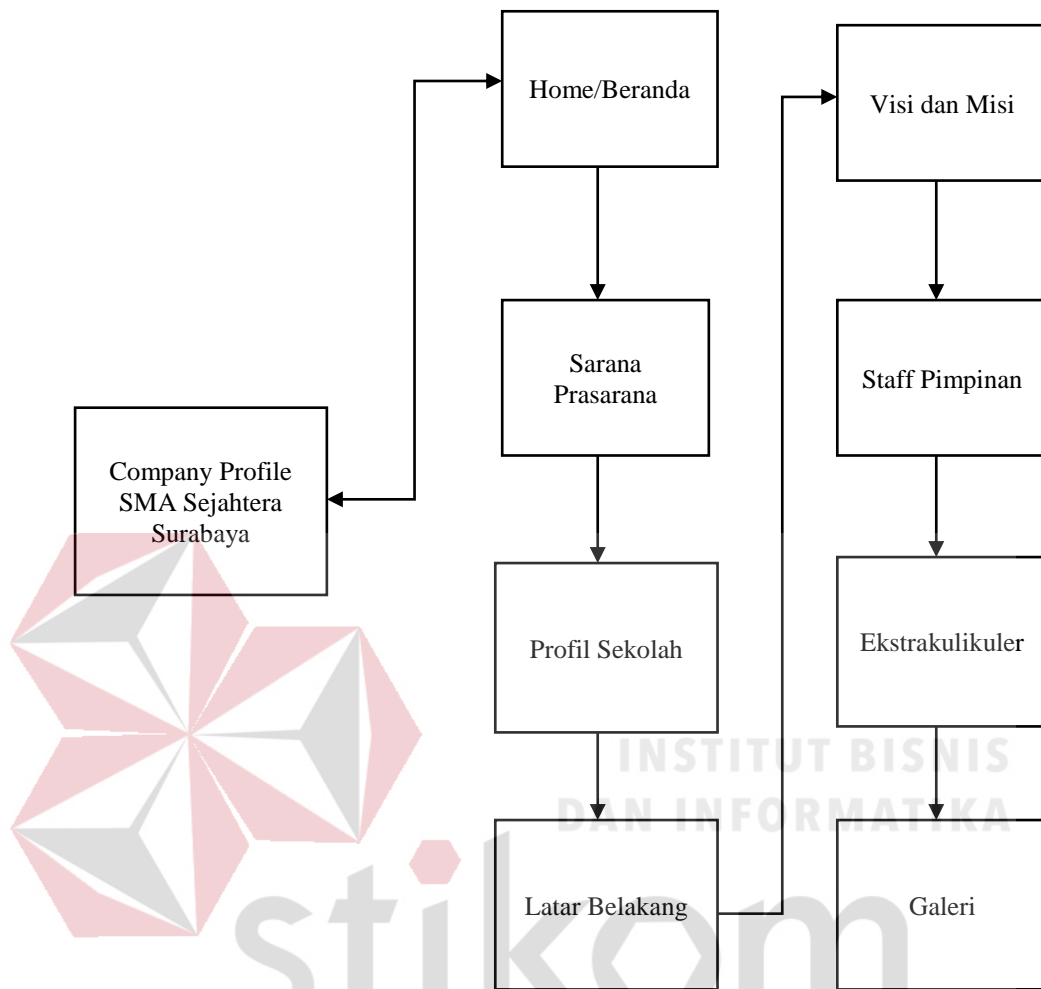 Home/Beranda
Visi dan Misi
Sarana
Prasarana
Staff Pimpinan
Company Profile
SMA Sejahtera
Surabaya
Profil Sekolah
Ekstrakulikuler
INSTITUT BISNIS
DAN INFORMATIKA
Latar Belakang
Galeri
stikom